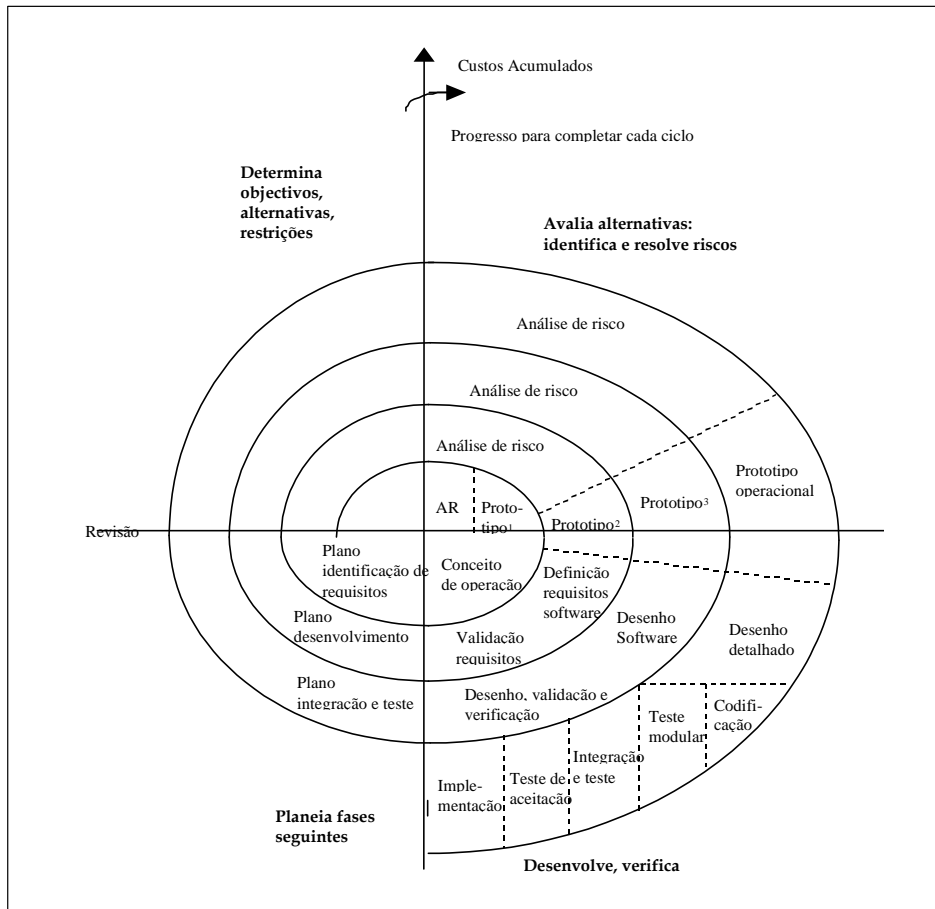 Custos Acumulados
Progresso para completar cada ciclo
Determina
objectivos,
alternativas,
restrições
Avalia alternativas:
identifica e resolve riscos
Análise de risco
Análise de risco
Análise de risco
AR
Proto-
tipo¹
Prototipo²
Prototipo³
Prototipo
operacional
Revisão
Plano
identificação de
requisitos
Conceito
de operação
Definição
requisitos
software
Plano
desenvolvimento
Validação
requisitos
Desenho
Software
Desenho
detalhado
Plano
integração e teste
Desenho, validação e
verificação
Imple-
mentação
Teste de
aceitação
Integração
e teste
Teste
modular
Codifi-
cação
Planeia fases
seguintes
Desenvolve, verifica